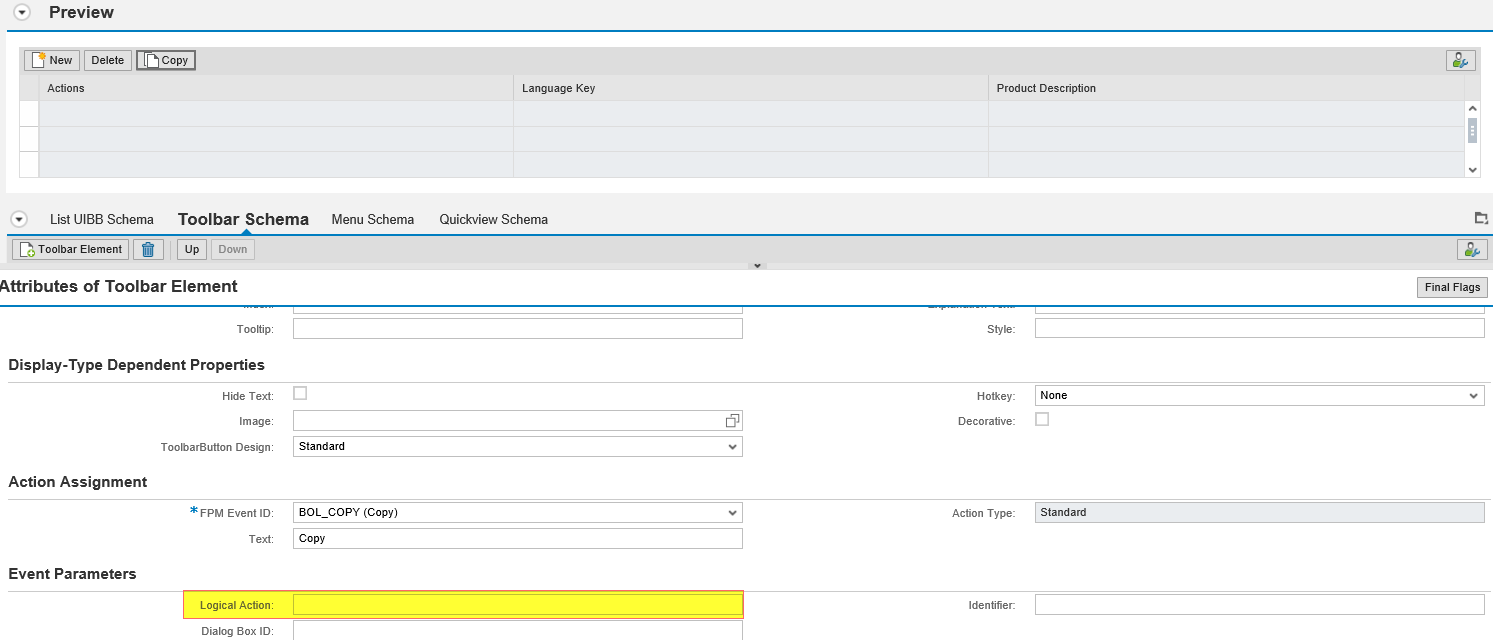 Preview
New Delete Copy
Actions Language Key Product Description
List UIBB Schema Toolbar Schema Menu Schema Quickview Schema
Toolbar Element Up Down
Attributes of Toolbar Element Final Flags
Tooltip: Style:
Display-Type Dependent Properties
Hide Text: Hotkey: None
Image: Decorative:
ToolbarButton Design: Standard
Action Assignment
* FPM Event ID: BOL_COPY (Copy) Action Type: Standard
Text: Copy
Event Parameters
Logical Action: Identifier:
Dialog Box ID: